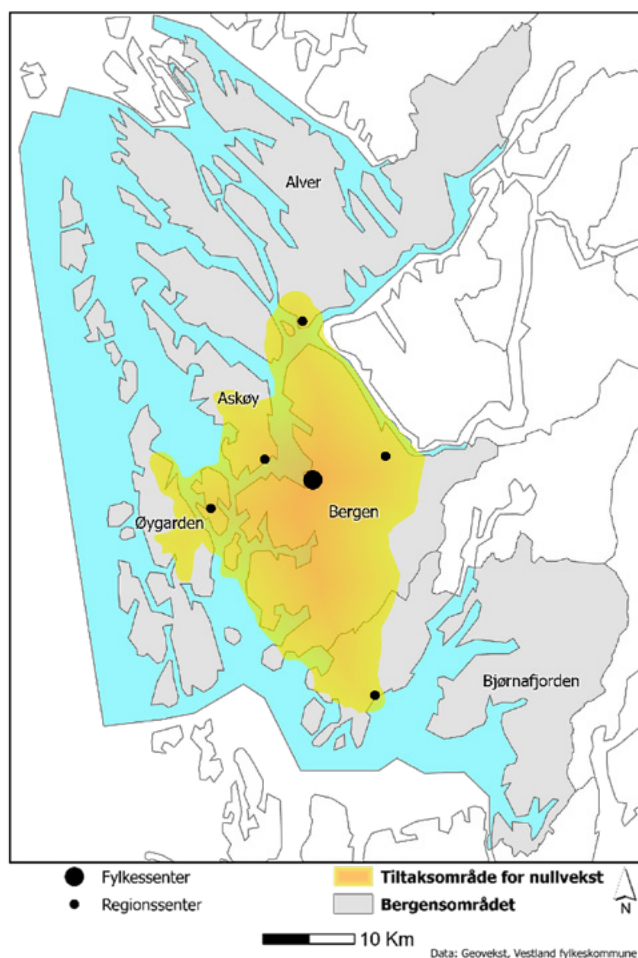 Alver
Askøy
Øygarden
Bergen
Bjørnafjorden
Fylkessenter
Regionssenter
Tiltaksområde for nullvekst
Bergensområdet
N
10 Km
Data: Geovekst, Vestland fylkeskommune